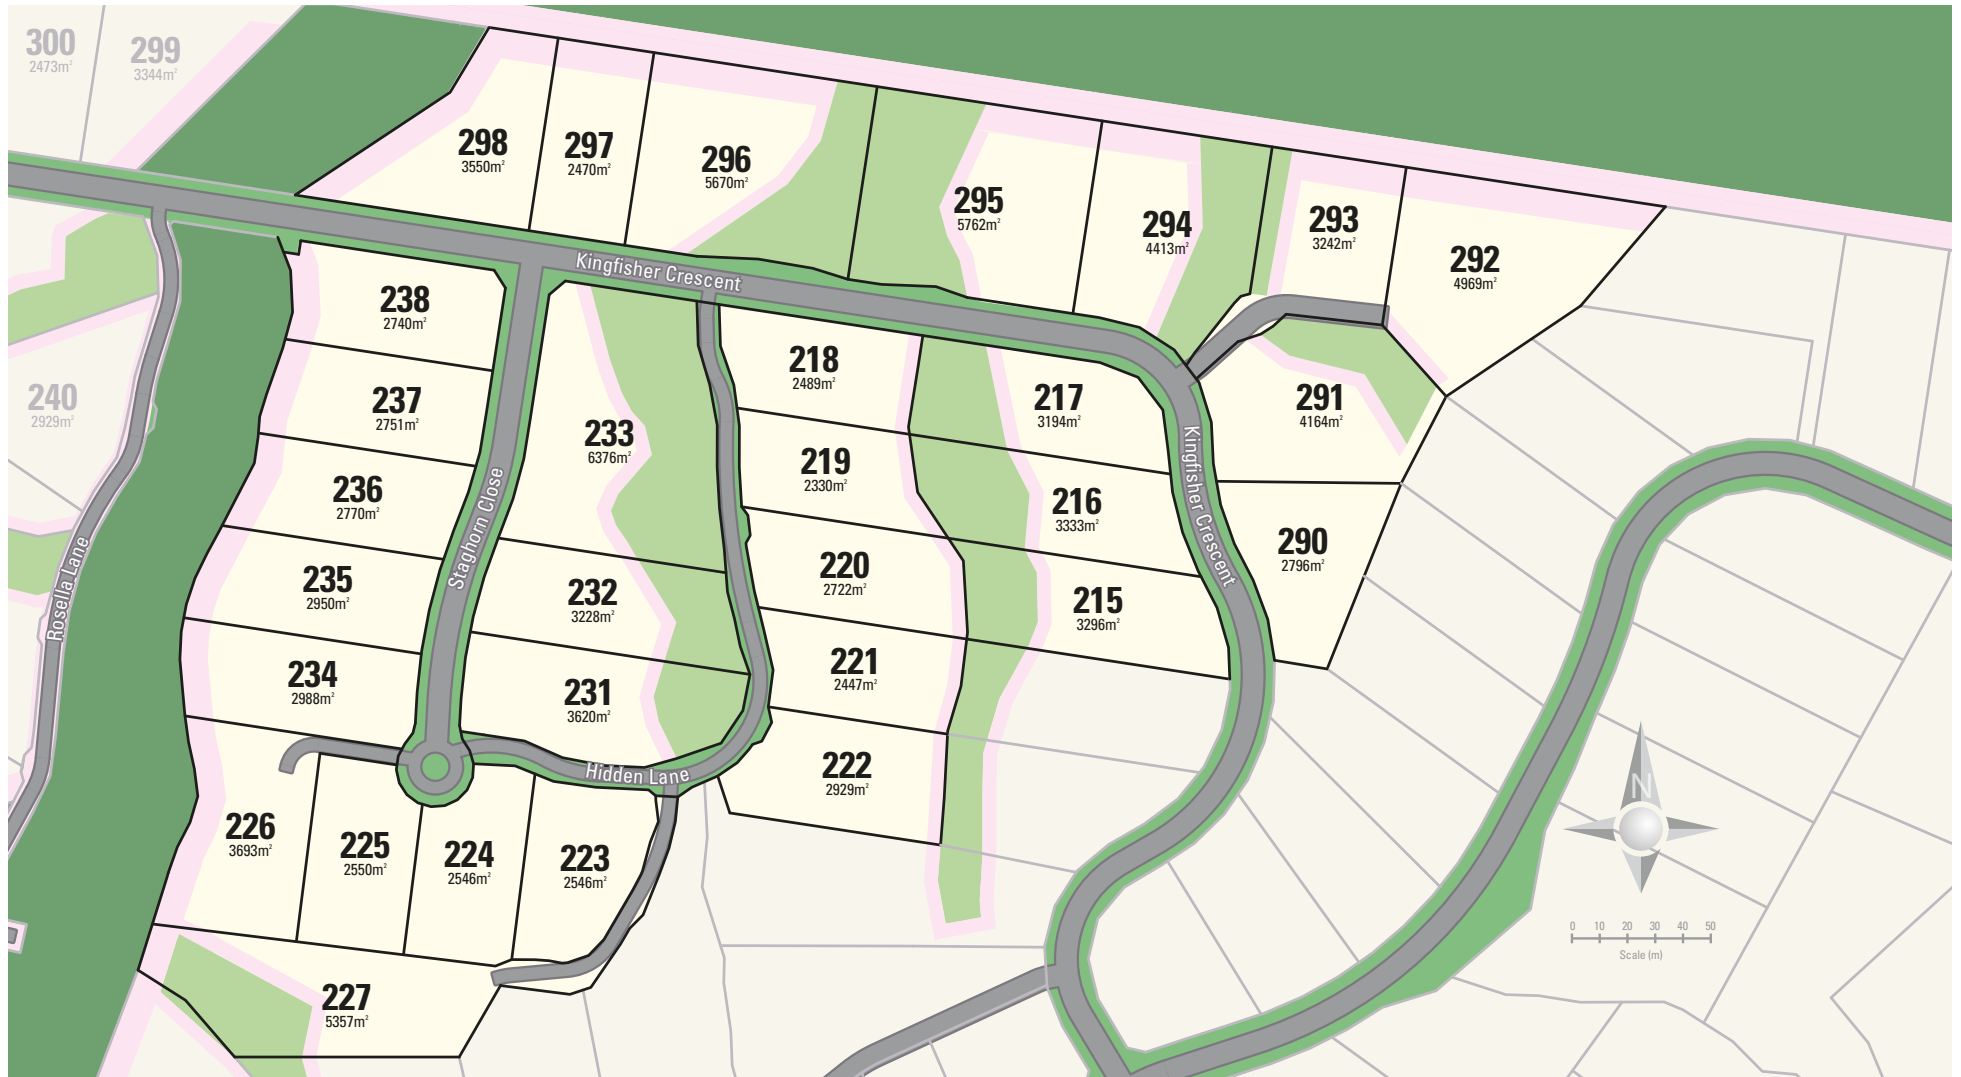 300
2473m²
299
3344m²
298
3550m²
297
2470m²
296
5670m²
295
5762m²
294
4413m²
293
3242m²
292
4969m²
Kingfisher Crescent
238
2740m²
218
2489m²
240
2929m²
237
2751m²
233
6376m²
217
3194m²
291
4164m²
219
2330m²
236
2770m²
216
3333m²
Kingfisher Crescent
290
2796m²
Staghorn Close
Rosella Lane
235
2950m²
232
3228m²
220
2722m²
215
3296m²
234
2988m²
231
3620m²
221
2447m²
222
2929m²
Hidden Lane
N
226
3693m²
225
2550m²
224
2546m²
223
2546m²
0 10 20 30 40 50
Scale (m)
227
5357m²